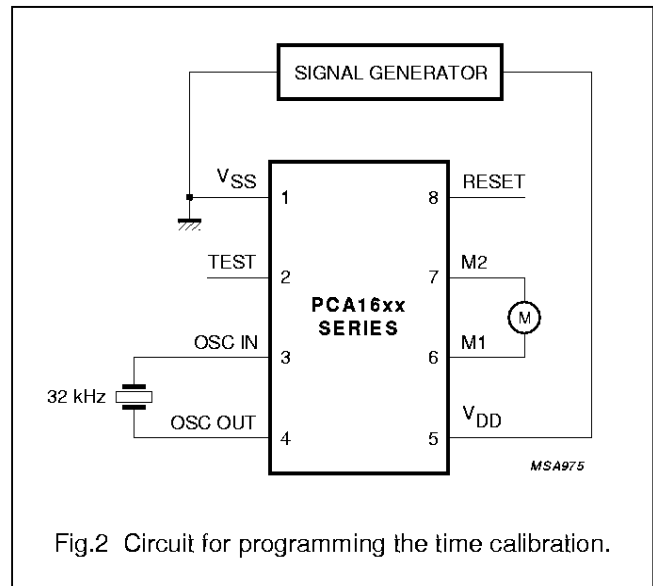 SIGNAL GENERATOR
VSS
1
8
RESET
TEST
2
7
M2
PCA16xx
SERIES
M
OSC IN
3
6
M1
32 kHz
OSC OUT
4
5
VDD
MSA975
Fig.2 Circuit for programming the time calibration.